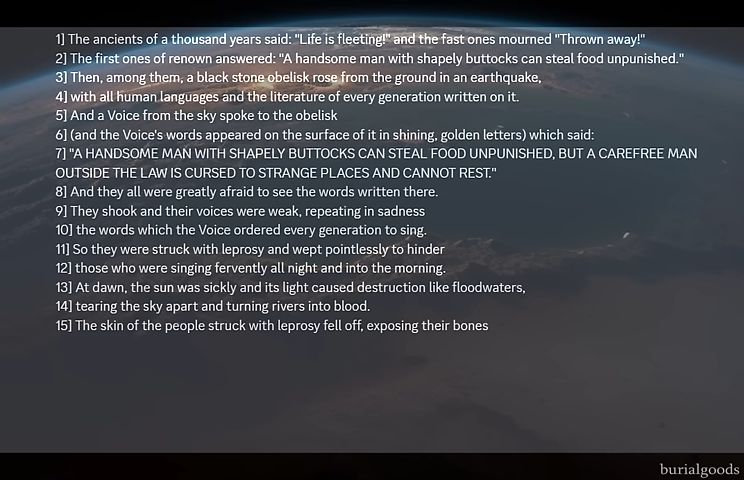 1] The ancients of a thousand years said: "Life is fleeting!" and the fast ones mourned "Thrown away!"
2] The first ones of renown answered: "A handsome man with shapely buttocks can steal food unpunished."
3] Then, among them, a black stone obelisk rose from the ground in an earthquake,
4] with all human languages and the literature of every generation written on it.
5] And a Voice from the sky spoke to the obelisk
6] (and the Voice's words appeared on the surface of it in shining, golden letters) which said:
7] "A HANDSOME MAN WITH SHAPELY BUTTOCKS CAN STEAL FOOD UNPUNISHED, BUT A CAREFREE MAN
OUTSIDE THE LAW IS CURSED TO STRANGE PLACES AND CANNOT REST."
8] And they all were greatly afraid to see the words written there.
9] They shook and their voices were weak, repeating in sadness
10] the words which the Voice ordered every generation to sing.
11] So they were struck with leprosy and wept pointlessly to hinder
12] those who were singing fervently all night and into the morning.
13] At dawn, the sun was sickly and its light caused destruction like floodwaters,
14] tearing the sky apart and turning rivers into blood.
15] The skin of the people struck with leprosy fell off, exposing their bones
burialgoods